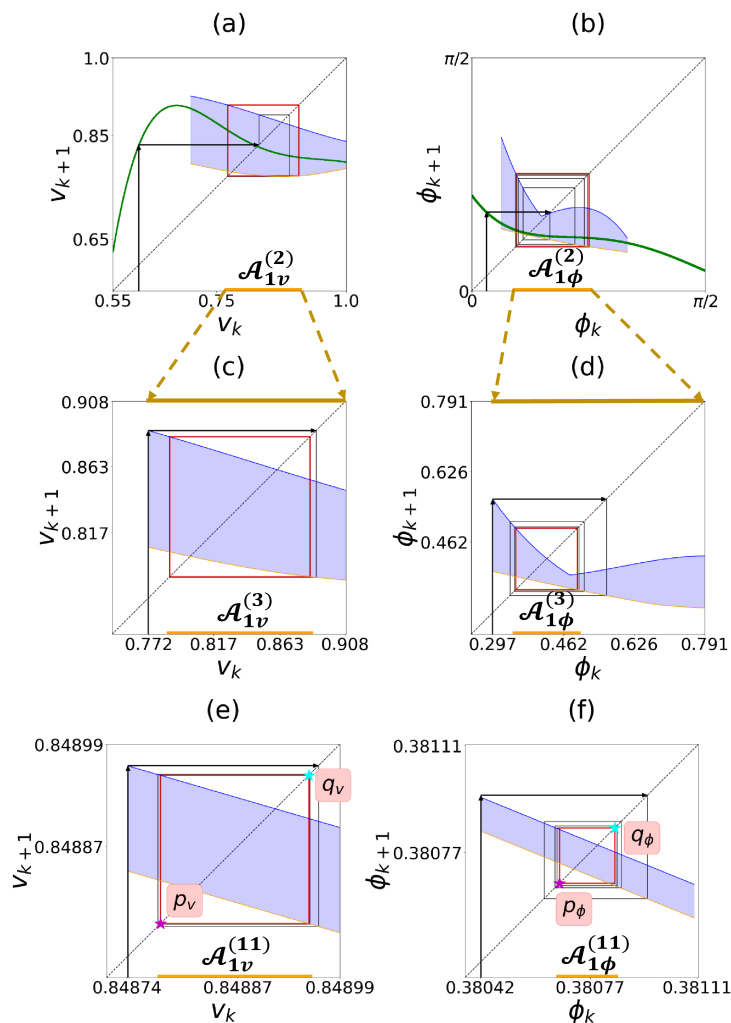 (a)
1.0
0.85
0.65
v_{k+1}
0.55
0.75
1.0
v_k
𝓐_{1v}^{(2)}
(b)
π/2
0
ϕ_{k+1}
0
π/2
ϕ_k
𝓐_{1ϕ}^{(2)}
(c)
0.908
0.863
0.817
v_{k+1}
0.772
0.817
0.863
0.908
v_k
𝓐_{1v}^{(3)}
(d)
0.791
0.626
0.462
ϕ_{k+1}
0.297
0.462
0.626
0.791
ϕ_k
𝓐_{1ϕ}^{(3)}
(e)
0.84899
0.84887
v_{k+1}
q_v
p_v
𝓐_{1v}^{(11)}
0.84874
0.84887
0.84899
v_k
(f)
0.38111
0.38077
ϕ_{k+1}
q_ϕ
p_ϕ
𝓐_{1ϕ}^{(11)}
0.38042
0.38077
0.38111
ϕ_k